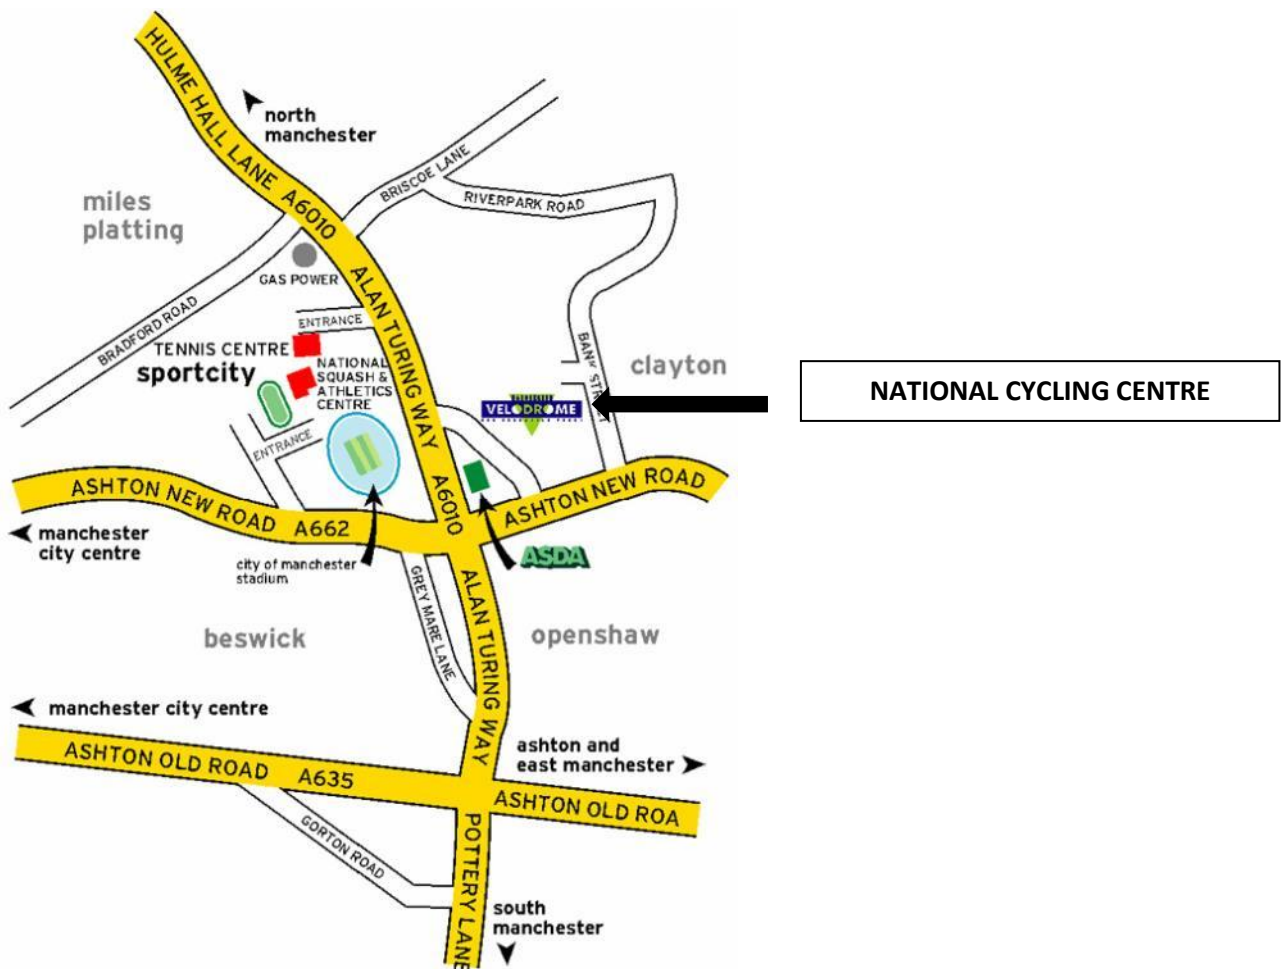 HULME HALL LANE A6010
north
manchester
BRISCOE LANE
RIVERPARK ROAD
miles
platting
GAS POWER
ALAN TURING WAY A6010
BRADFORD ROAD
ENTRANCE
TENNIS CENTRE
sportcity
NATIONAL
SQUASH &
ATHLETICS
CENTRE
BANK STREET
clayton
VELODROME
NATIONAL CYCLING CENTRE
ENTRANCE
ASHTON NEW ROAD A662
ASHTON NEW ROAD
manchester
city centre
city of manchester
stadium
ASDA
GREY MARE LANE
ALAN TURING WAY
beswick
openshaw
manchester city centre
ASHTON OLD ROAD A635
ashton and
east manchester
ASHTON OLD ROA
GORTON ROAD
POTTERY LANE
south
manchester